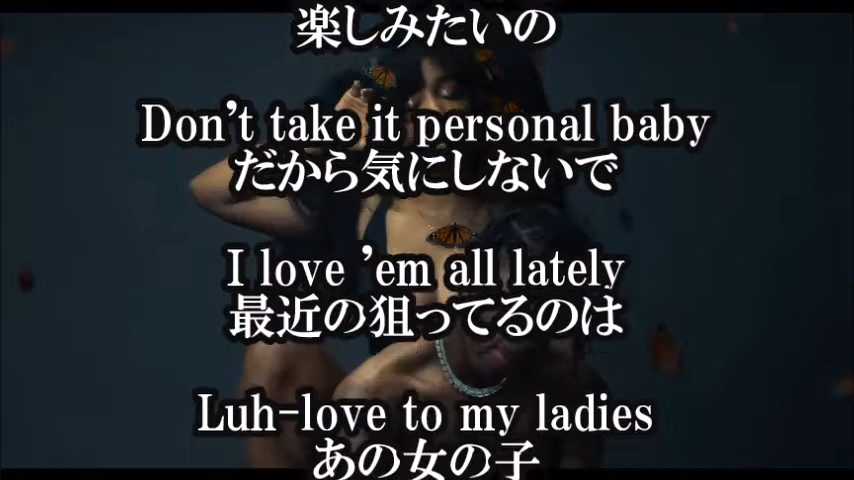 楽しみたいの
Don't take it personal baby
だから気にしないで
I love 'em all lately
最近の狙ってるのは
Luh-love to my ladies
あの女の子